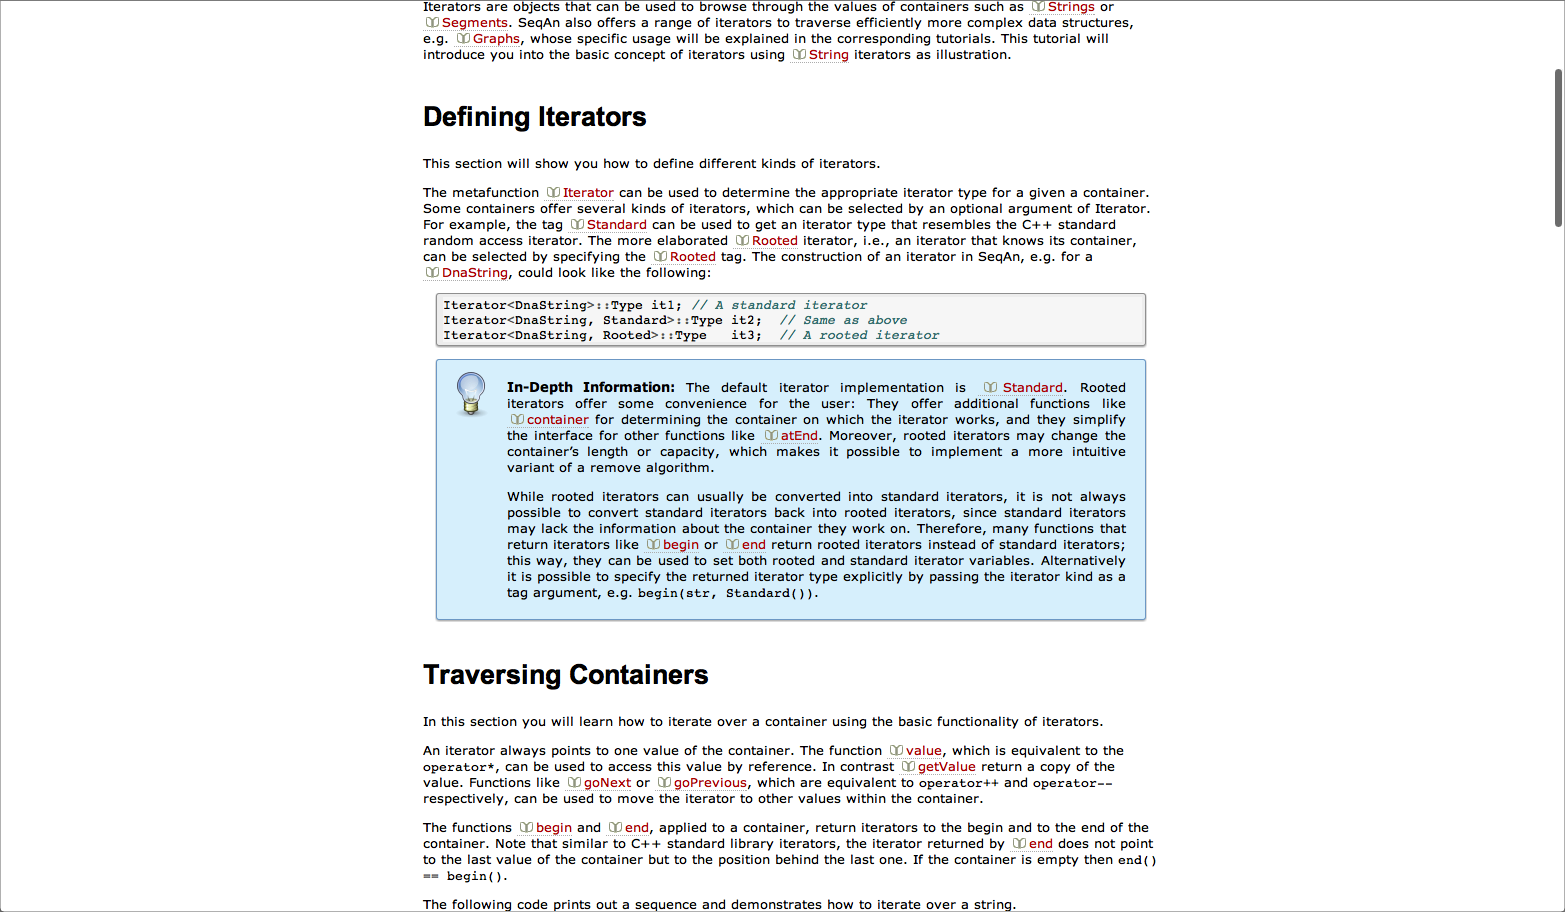 Iterators are objects that can be used to browse through the values of containers such as Strings or
Segments. SeqAn also offers a range of iterators to traverse efficiently more complex data structures,
e.g. Graphs, whose specific usage will be explained in the corresponding tutorials. This tutorial will
introduce you into the basic concept of iterators using String iterators as illustration.
Defining Iterators
This section will show you how to define different kinds of iterators.
The metafunction Iterator can be used to determine the appropriate iterator type for a given a container.
Some containers offer several kinds of iterators, which can be selected by an optional argument of Iterator.
For example, the tag Standard can be used to get an iterator type that resembles the C++ standard
random access iterator. The more elaborated Rooted iterator, i.e., an iterator that knows its container,
can be selected by specifying the Rooted tag. The construction of an iterator in SeqAn, e.g. for a
DnaString, could look like the following:
Iterator<DnaString>::Type it1; // A standard iterator
Iterator<DnaString, Standard>::Type it2;  // Same as above
Iterator<DnaString, Rooted>::Type   it3;  // A rooted iterator
In-Depth Information: The default iterator implementation is Standard. Rooted
iterators offer some convenience for the user: They offer additional functions like
container for determining the container on which the iterator works, and they simplify
the interface for other functions like atEnd. Moreover, rooted iterators may change the
container’s length or capacity, which makes it possible to implement a more intuitive
variant of a remove algorithm.
While rooted iterators can usually be converted into standard iterators, it is not always
possible to convert standard iterators back into rooted iterators, since standard iterators
may lack the information about the container they work on. Therefore, many functions that
return iterators like begin or end return rooted iterators instead of standard iterators;
this way, they can be used to set both rooted and standard iterator variables. Alternatively
it is possible to specify the returned iterator type explicitly by passing the iterator kind as a
tag argument, e.g. begin(str, Standard()).
Traversing Containers
In this section you will learn how to iterate over a container using the basic functionality of iterators.
An iterator always points to one value of the container. The function value, which is equivalent to the
operator*, can be used to access this value by reference. In contrast getValue return a copy of the
value. Functions like goNext or goPrevious, which are equivalent to operator++ and operator--
respectively, can be used to move the iterator to other values within the container.
The functions begin and end, applied to a container, return iterators to the begin and to the end of the
container. Note that similar to C++ standard library iterators, the iterator returned by end does not point
to the last value of the container but to the position behind the last one. If the container is empty then end()
== begin().
The following code prints out a sequence and demonstrates how to iterate over a string.